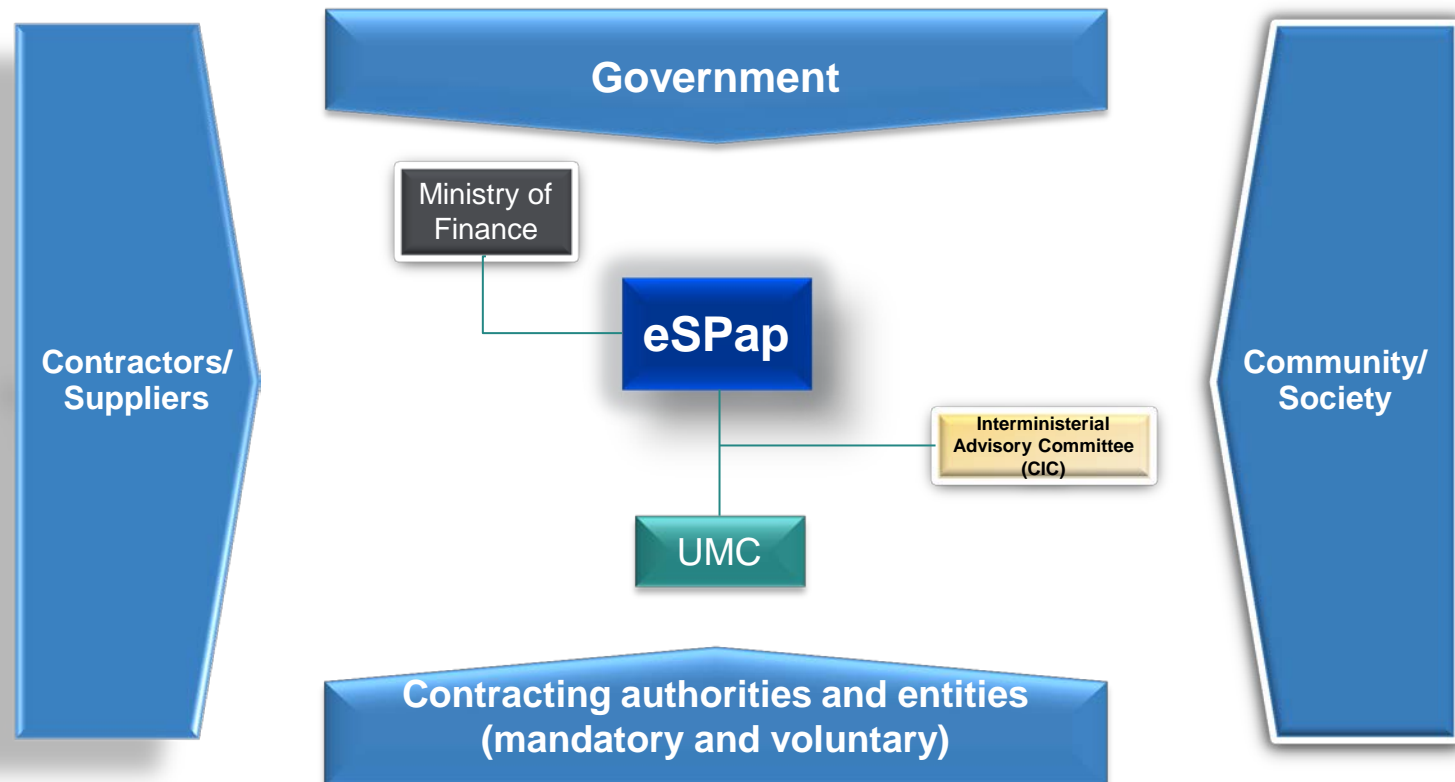 Government
Ministry of
Finance
eSPap
Contractors/
Suppliers
Community/
Society
Interministerial
Advisory Committee
(CIC)
UMC
Contracting authorities and entities
(mandatory and voluntary)